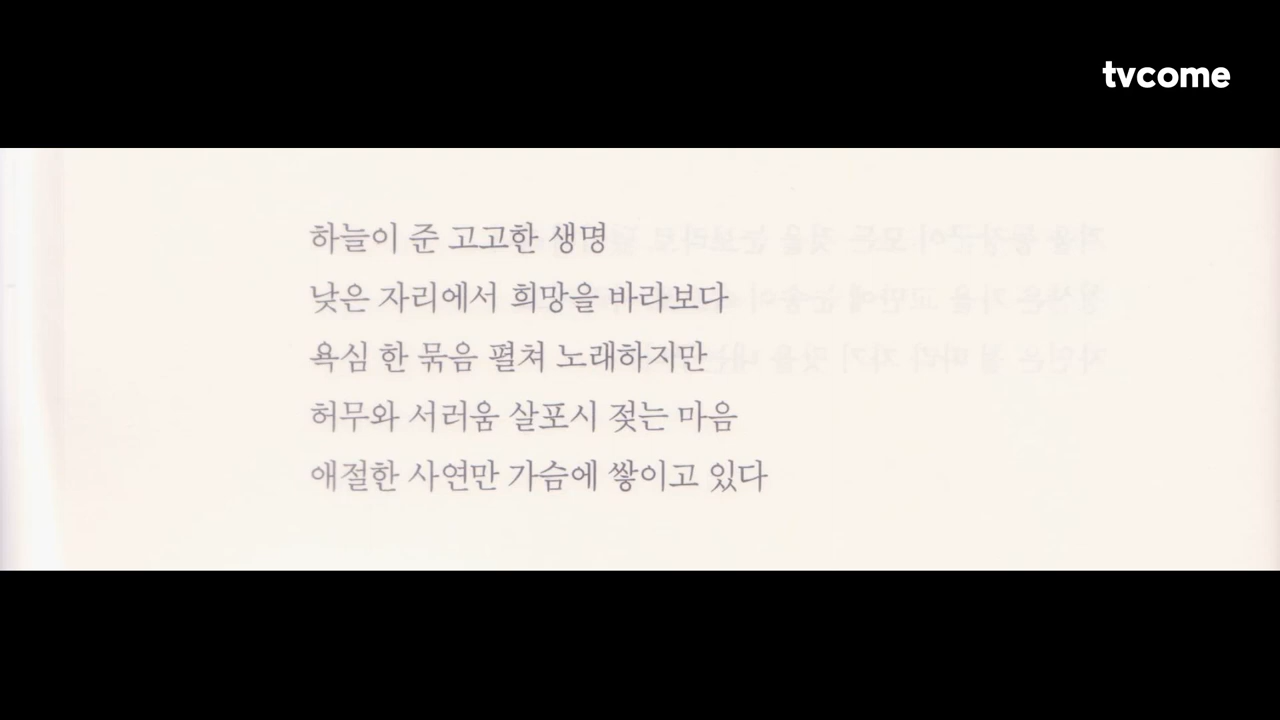 tvcome
하늘이 준 고고한 생명
낮은 자리에서 희망을 바라보다
욕심 한 묶음 펼쳐 노래하지만
허무와 서러움 살포시 젖는 마음
애절한 사연만 가슴에 쌓이고 있다